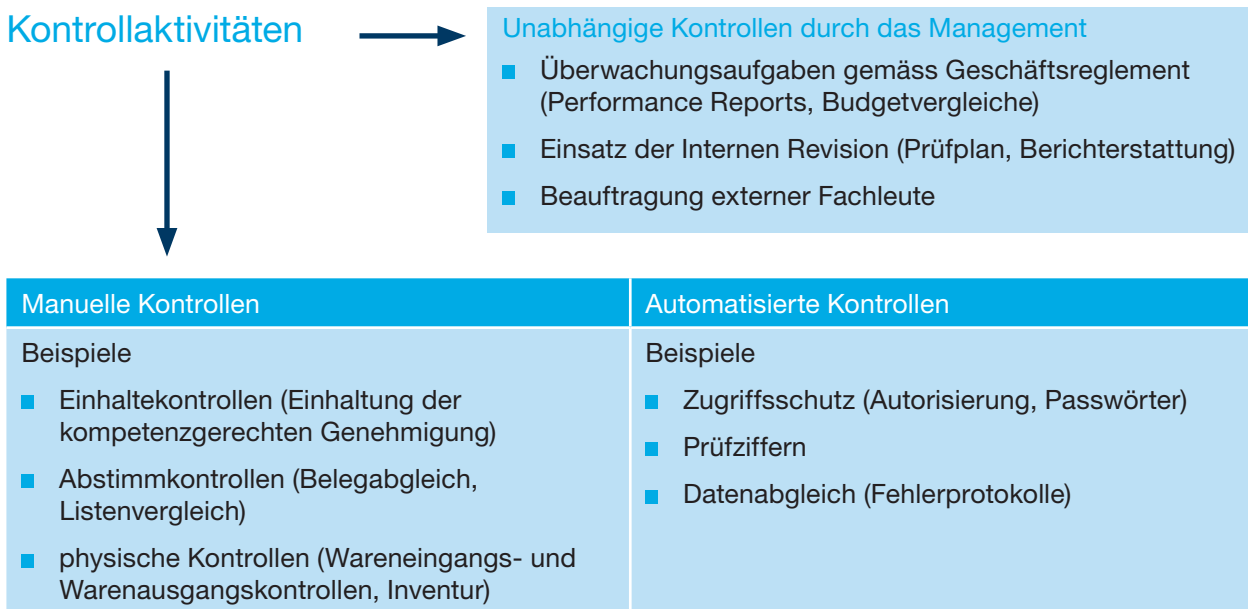 Kontrollaktivitäten
Unabhängige Kontrollen durch das Management
Überwachungsaufgaben gemäss Geschäftsreglement
(Performance Reports, Budgetvergleiche)
Einsatz der Internen Revision (Prüfplan, Berichterstattung)
Beauftragung externer Fachleute
Manuelle Kontrollen
Beispiele
Einhaltekontrollen (Einhaltung der
kompetenzgerechten Genehmigung)
Abstimmkontrollen (Belegabgleich,
Listenvergleich)
physische Kontrollen (Wareneingangs- und
Warenausgangskontrollen, Inventur)
Automatisierte Kontrollen
Beispiele
Zugriffsschutz (Autorisierung, Passwörter)
Prüfziffern
Datenabgleich (Fehlerprotokolle)